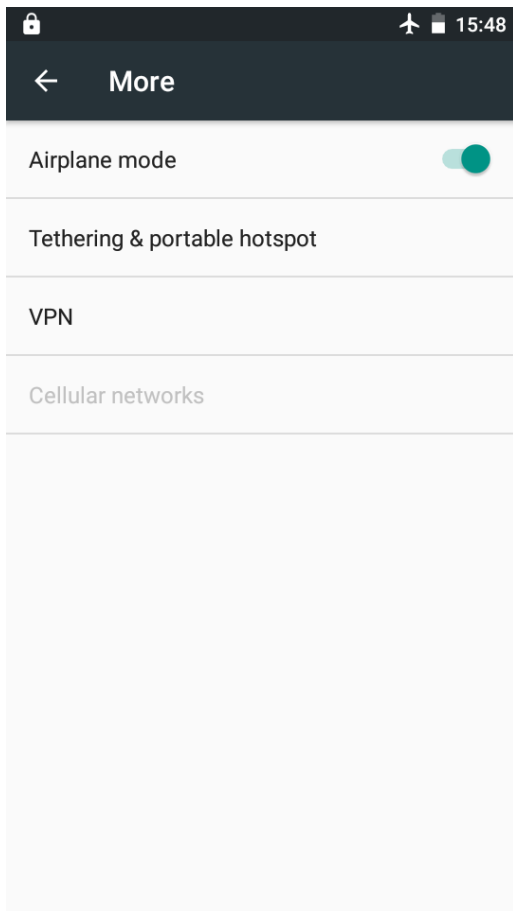 15:48
More
Airplane mode
Tethering & portable hotspot
VPN
Cellular networks